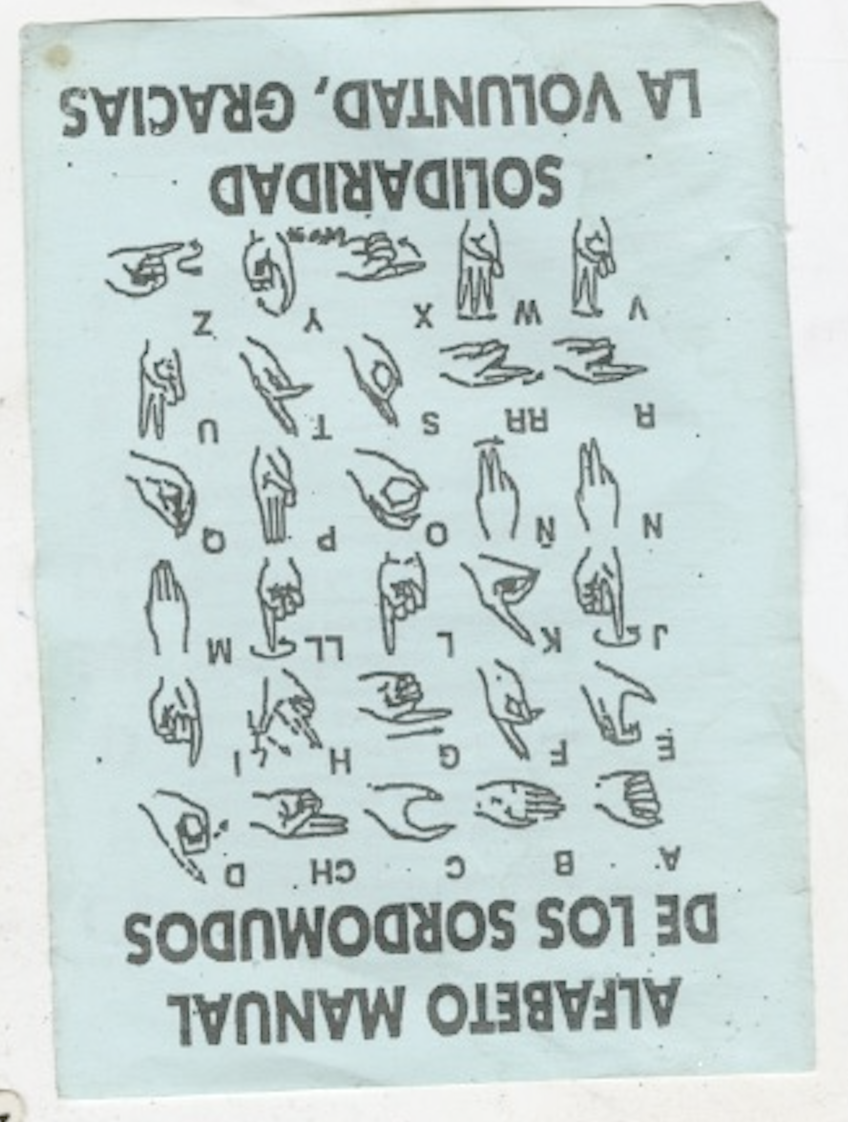 ALFABETO MANUAL
DE LOS SORDOMUDOS
A B C CH D
E F G H I
J K L LL M
N Ñ O P Q
R RR S T U
V W X Y Z
SOLIDARIDAD
LA VOLUNTAD, GRACIAS